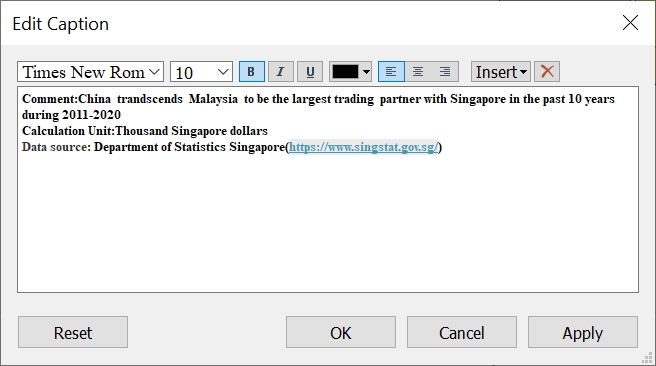 Edit Caption
Times New Rom 10 B I U Insert
Comment:China trandscends Malaysia to be the largest trading partner with Singapore in the past 10 years
during 2011-2020
Calculation Unit:Thousand Singapore dollars
Data source: Department of Statistics Singapore(https://www.singstat.gov.sg/)
Reset OK Cancel Apply